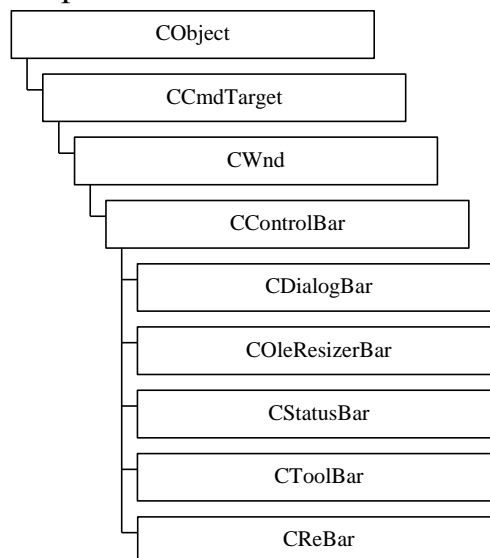 CObject
CCmdTarget
CWnd
CControlBar
CDialogBar
COleResizerBar
CStatusBar
CToolBar
CReBar